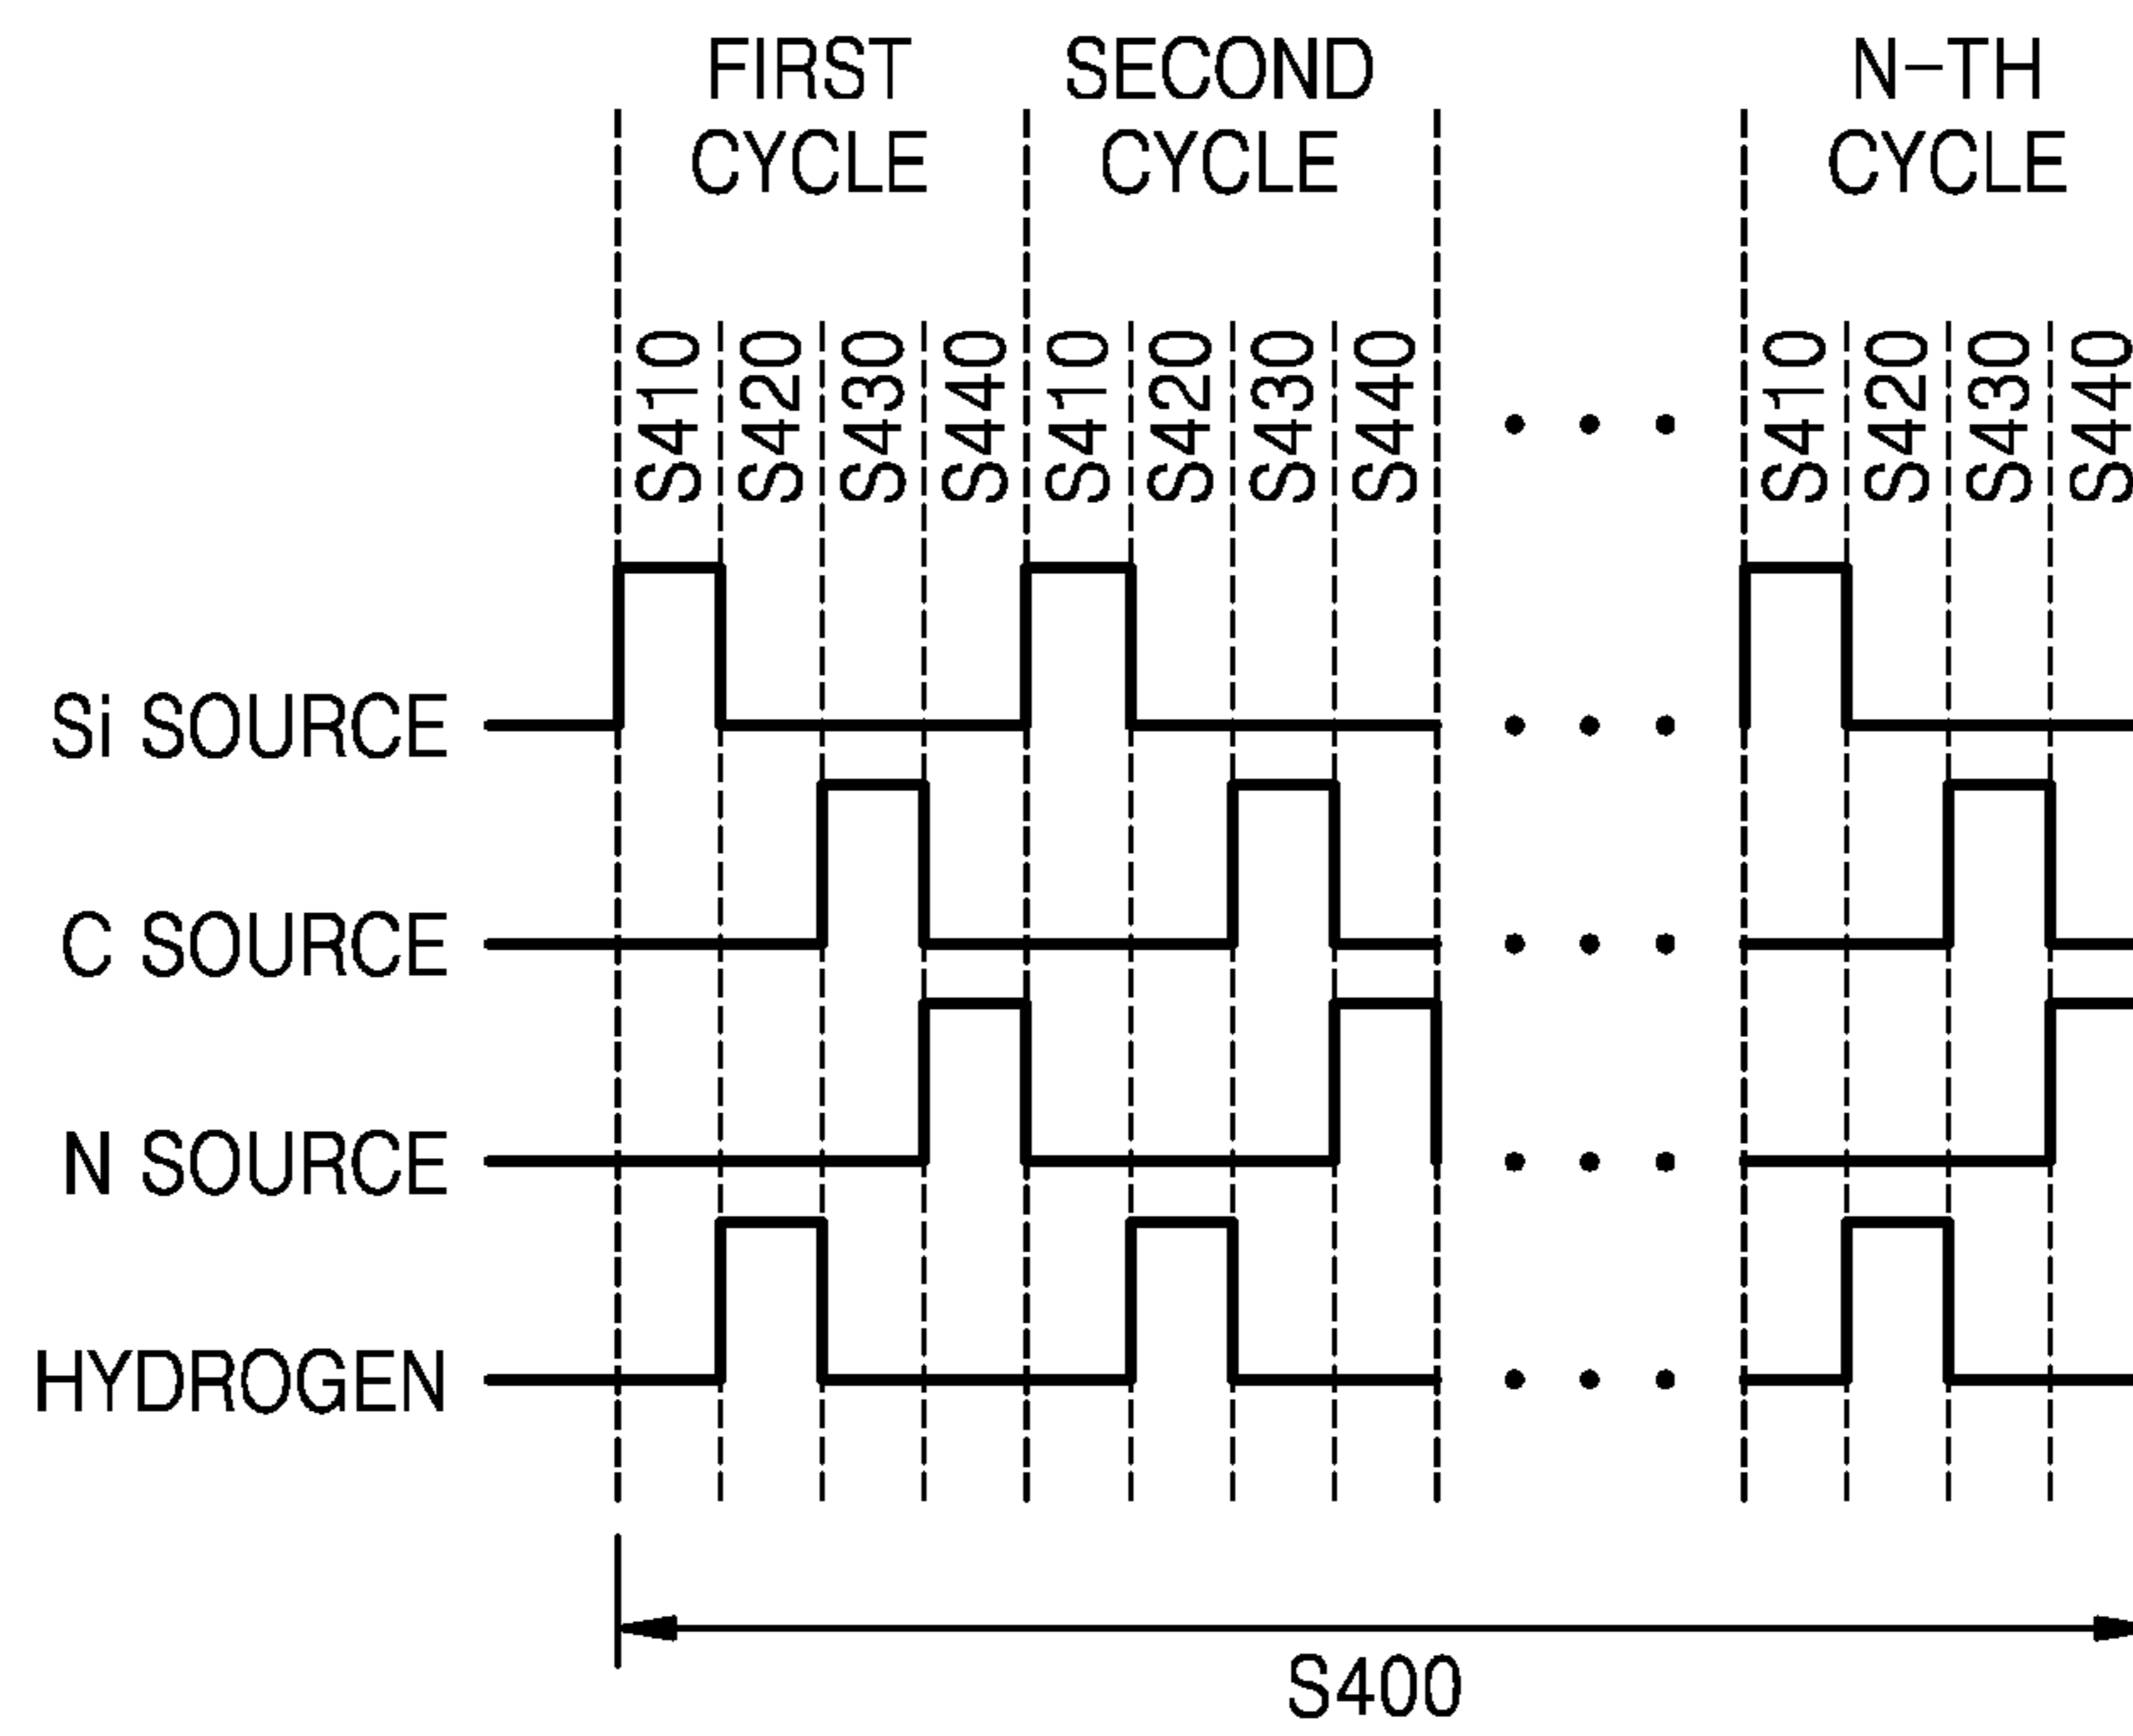 FIRST
CYCLE
SECOND
CYCLE
N-TH
CYCLE
S410
S420
S430
S440
S410
S420
S430
S440
S410
S420
S430
S440
Si SOURCE
C SOURCE
N SOURCE
HYDROGEN
S400